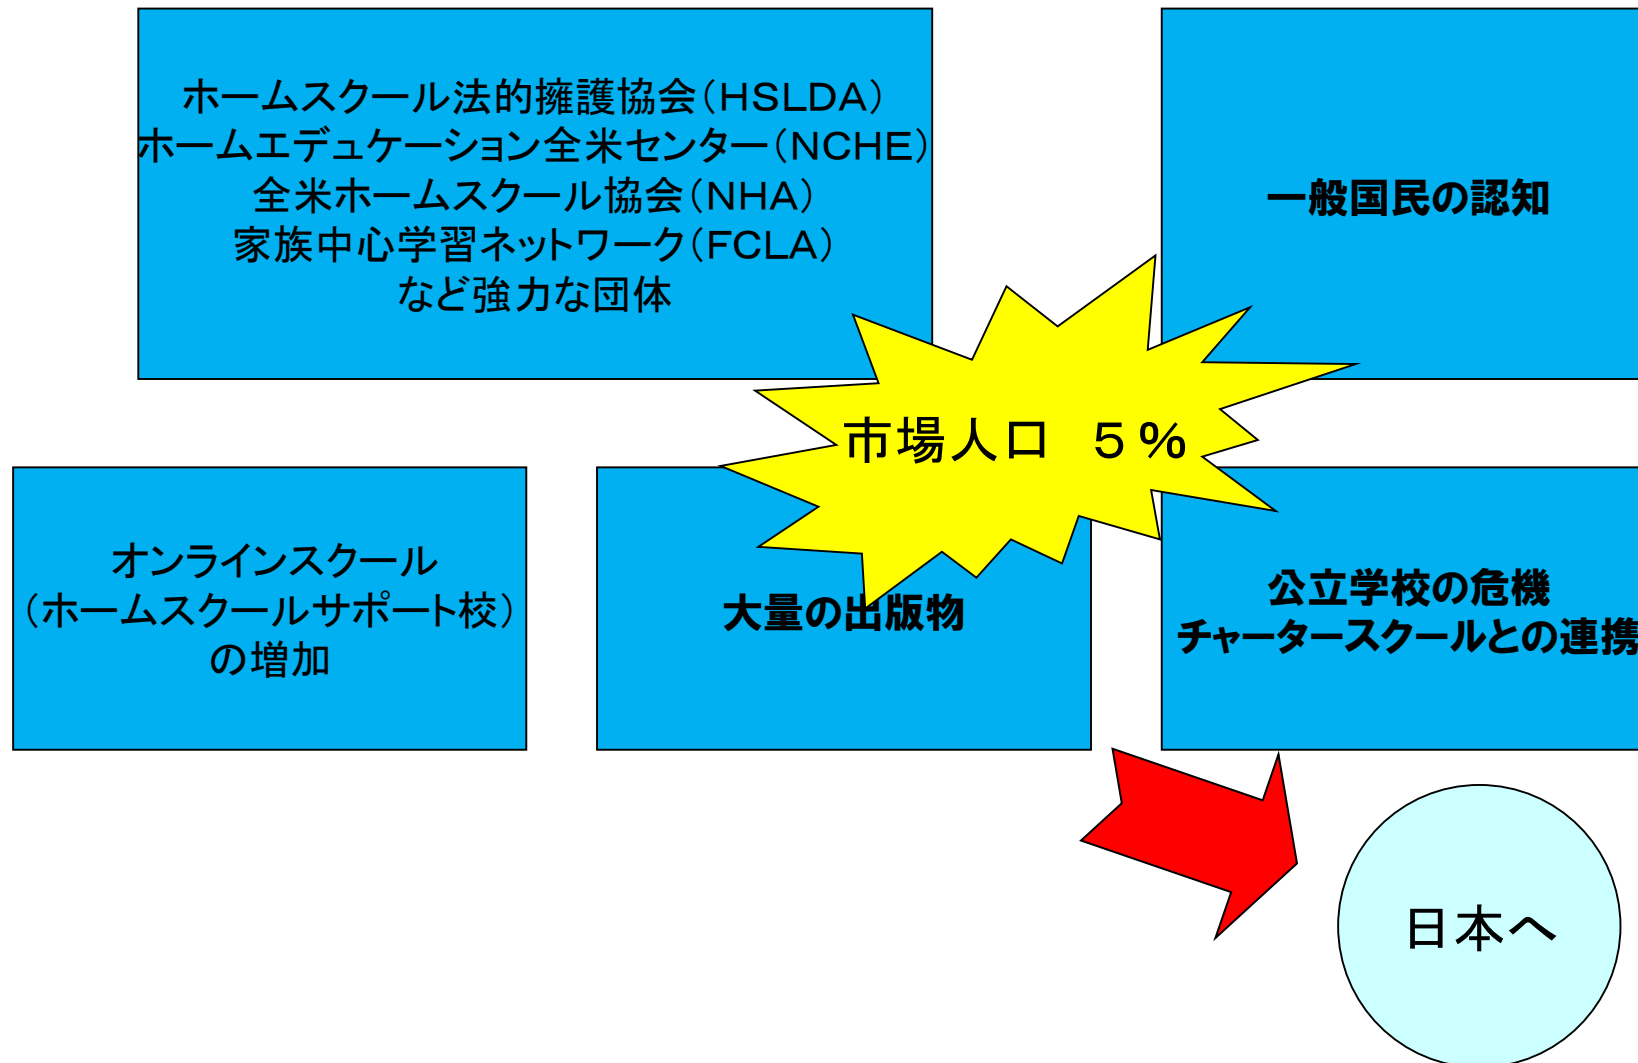 ホームスクール法的擁護協会（HSLDA）
ホームエデュケーション全米センター（NCHE）
全米ホームスクール協会（NHA）
家族中心学習ネットワーク（FCLA）
など強力な団体
一般国民の認知
市場人口　５％
オンラインスクール
（ホームスクールサポート校）
の増加
大量の出版物
公立学校の危機
チャータースクールとの連携
日本へ